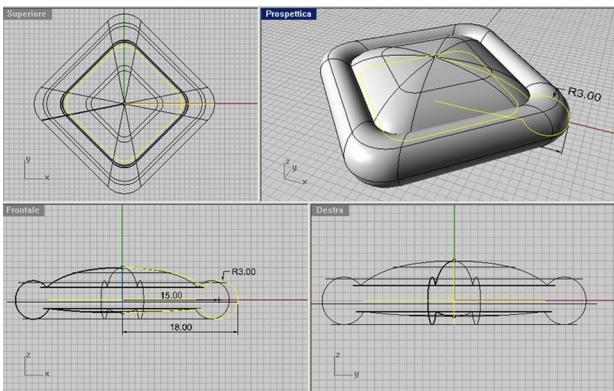 Superiore
y
x
Prospettica
R3.00
z
y
x
Frontale
R3.00
15.00
18.00
z
x
Destra
z
y